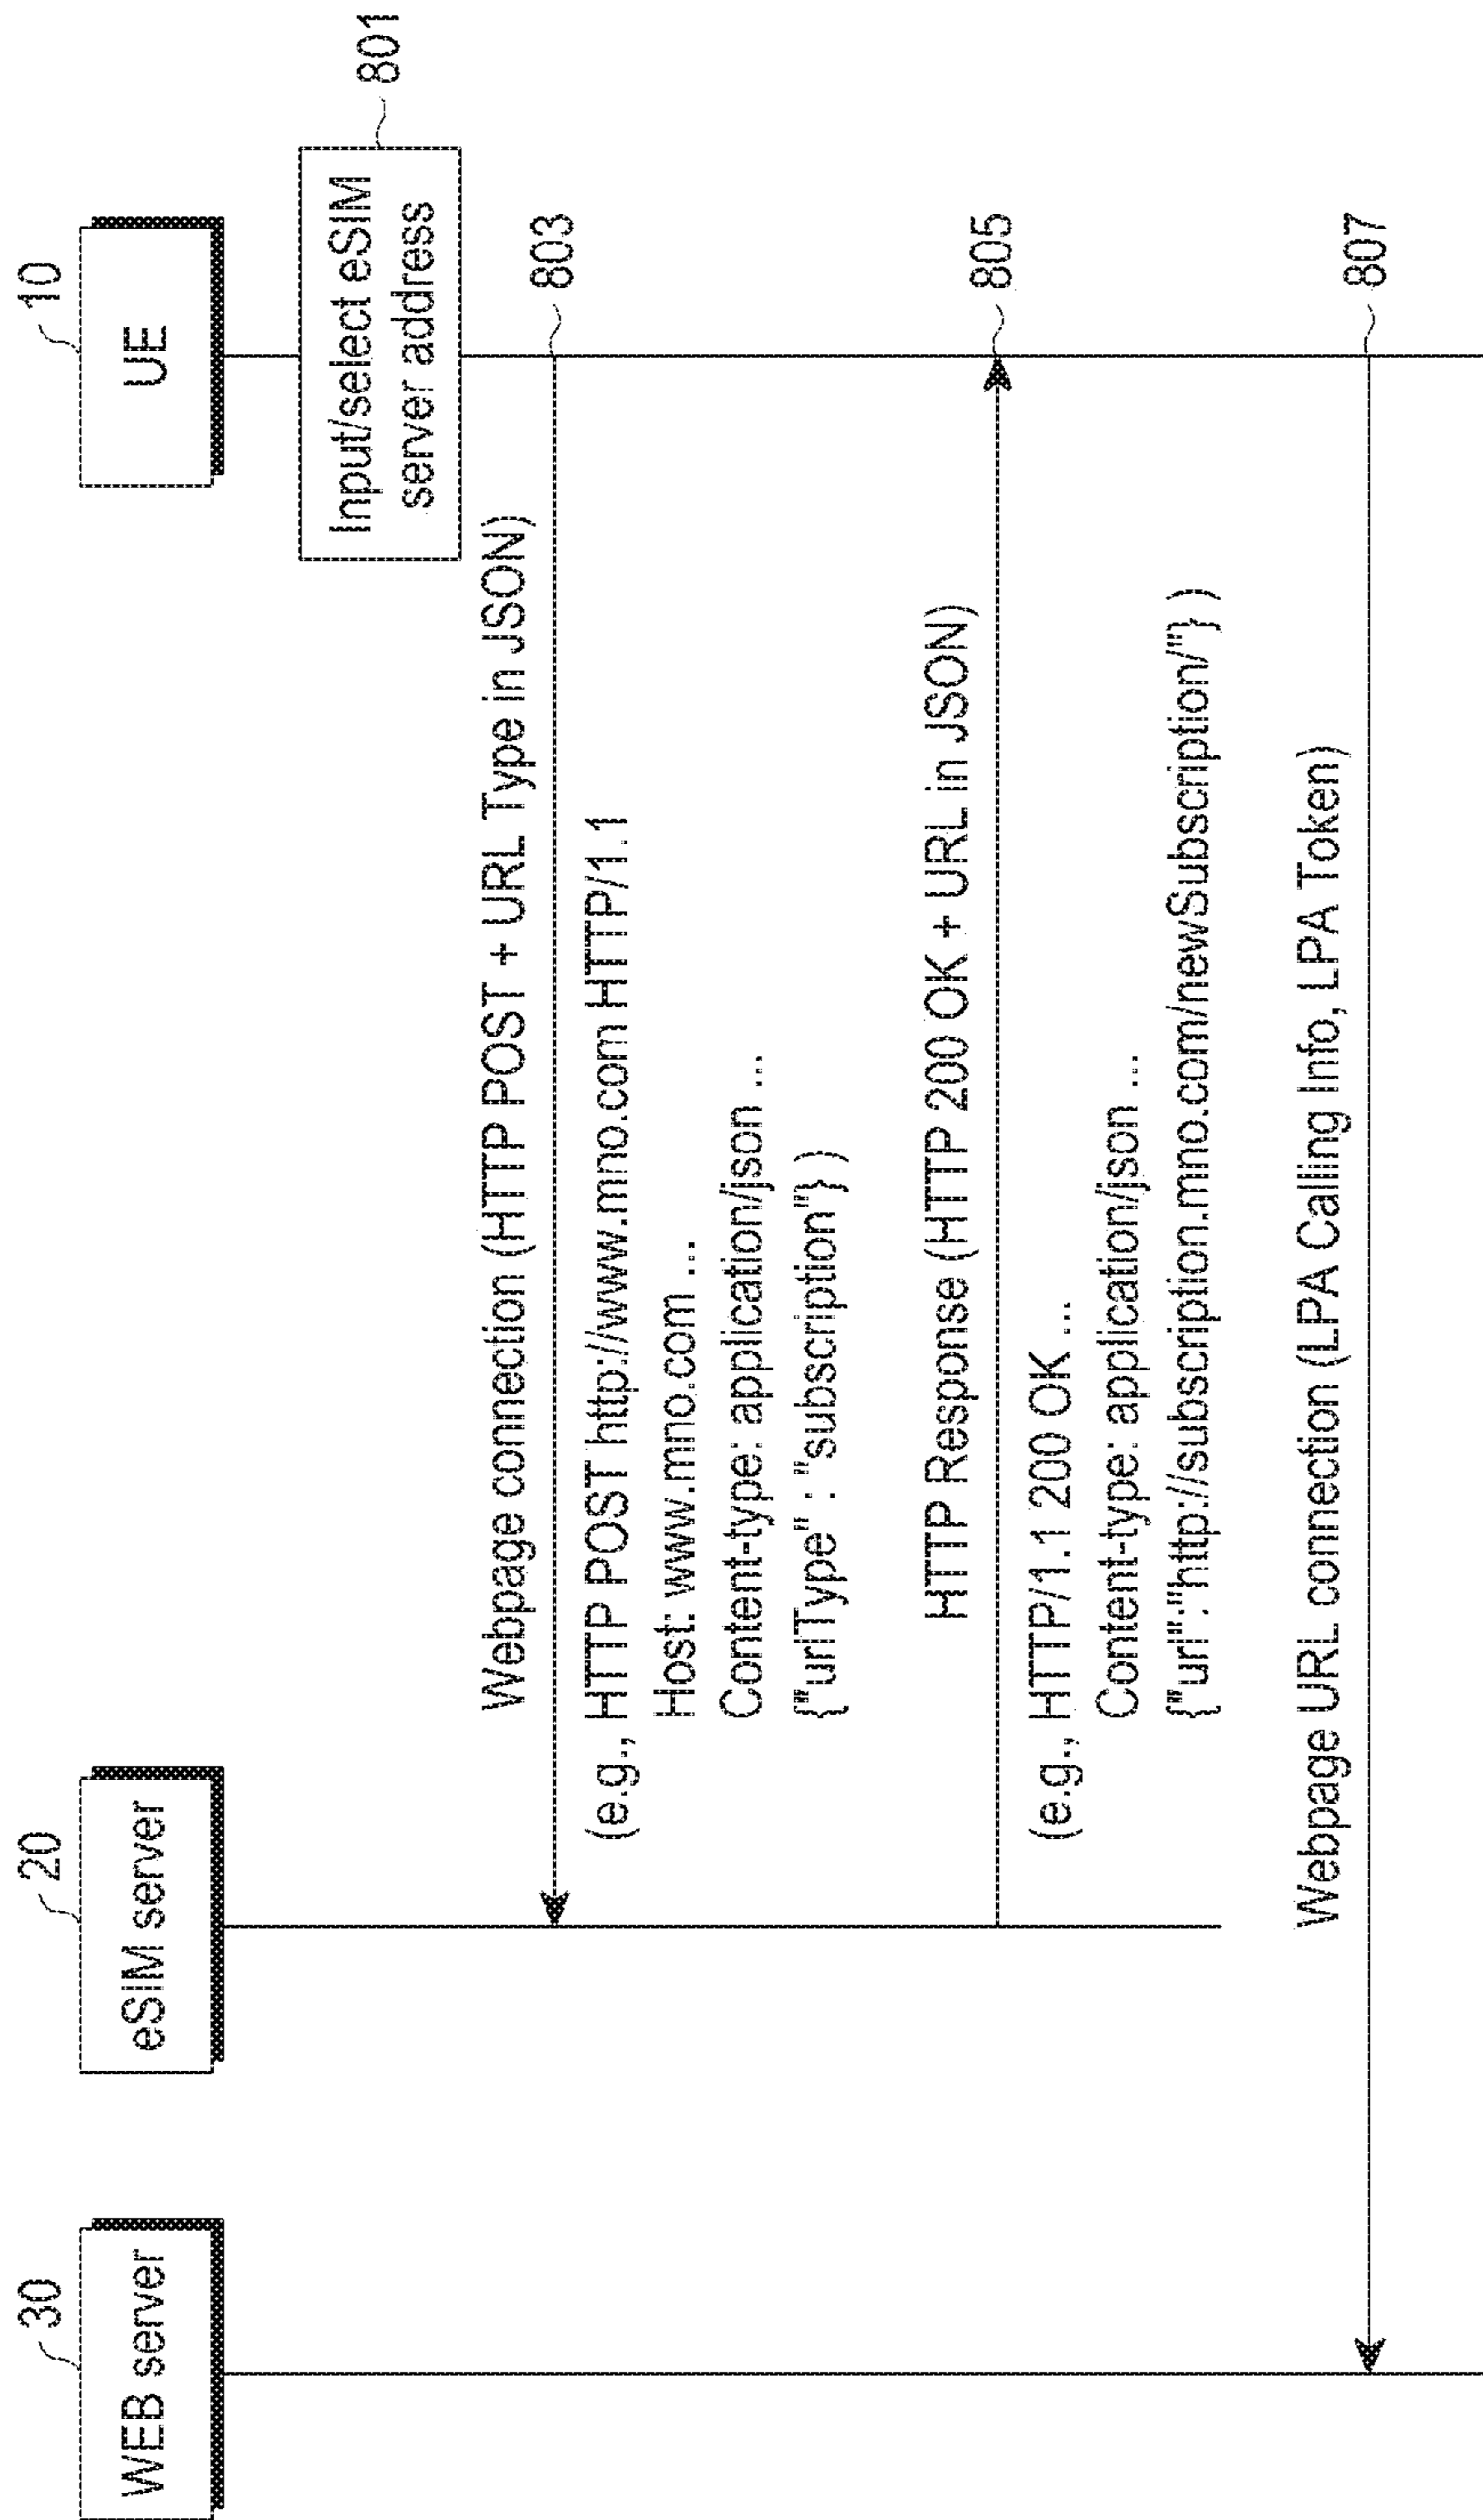 30
20
10
WEB server
eSIM server
UE
Input/select eSIM
server address
801
Webpage connection (HTTP POST + URL Type in JSON)
803
(e.g., HTTP POST http://www.mno.com HTTP/1.1
Host: www.mno.com ...
Content-type: application/json ...
{"urlType" : "subscription"} )
HTTP Response (HTTP 200 OK + URL in JSON)
805
(e.g., HTTP/1.1 200 OK ...
Content-type: application/json ...
{"url":"http://subscription.mno.com/newSubscription/"} )
Webpage URL connection (LPA Calling Info, LPA Token)
807